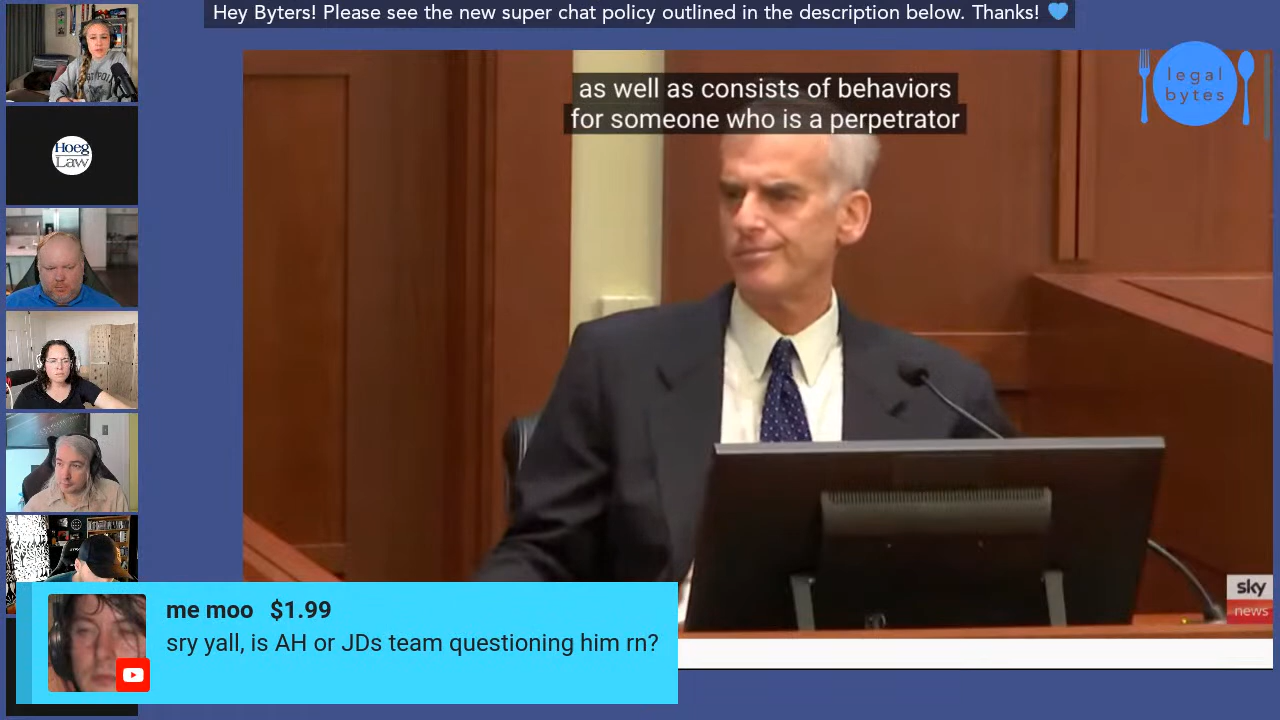 Hey Byters! Please see the new super chat policy outlined in the description below. Thanks! 💙
legal
bytes
as well as consists of behaviors
for someone who is a perpetrator
Hoeg
Law
sky
news
me moo $1.99
sry yall, is AH or JDs team questioning him rn?